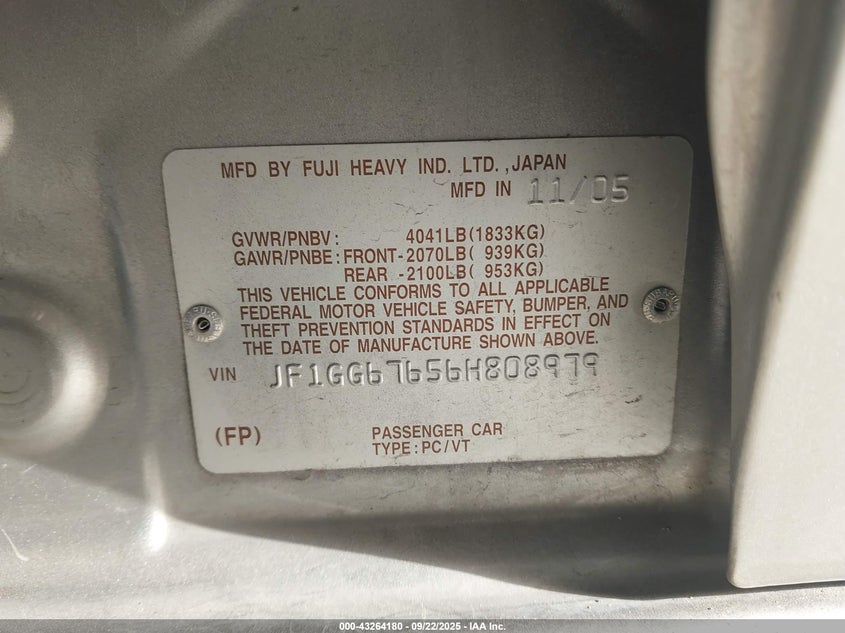 MFD BY FUJI HEAVY IND. LTD.,JAPAN
MFD IN 11/05
GVWR/PNBV: 4041LB(1833KG)
GAWR/PNBE: FRONT-2070LB( 939KG)
REAR -2100LB( 953KG)
THIS VEHICLE CONFORMS TO ALL APPLICABLE
FEDERAL MOTOR VEHICLE SAFETY, BUMPER, AND
THEFT PREVENTION STANDARDS IN EFFECT ON
THE DATE OF MANUFACTURE SHOWN ABOVE.
VIN JF1GG67656H808979
(FP) PASSENGER CAR
TYPE:PC/VT
000-43264180 - 09/22/2025 - IAA Inc.